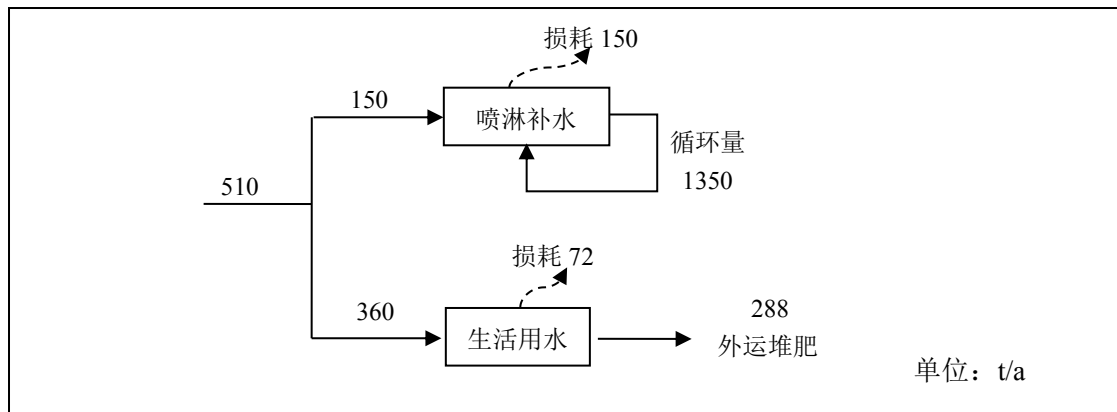 损耗 150
150
喷淋补水
循环量
1350
510
损耗 72
360
生活用水
288
外运堆肥
单位：t/a